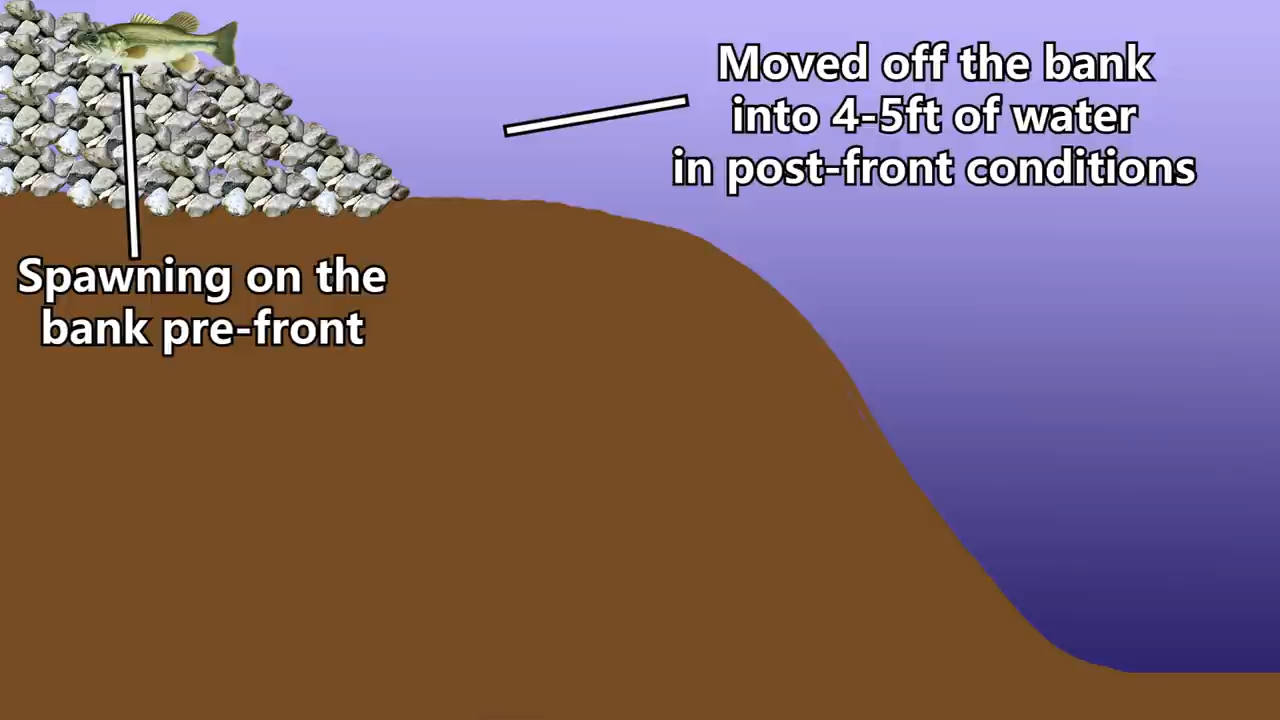 Moved off the bank
into 4-5ft of water
in post-front conditions
Spawning on the
bank pre-front